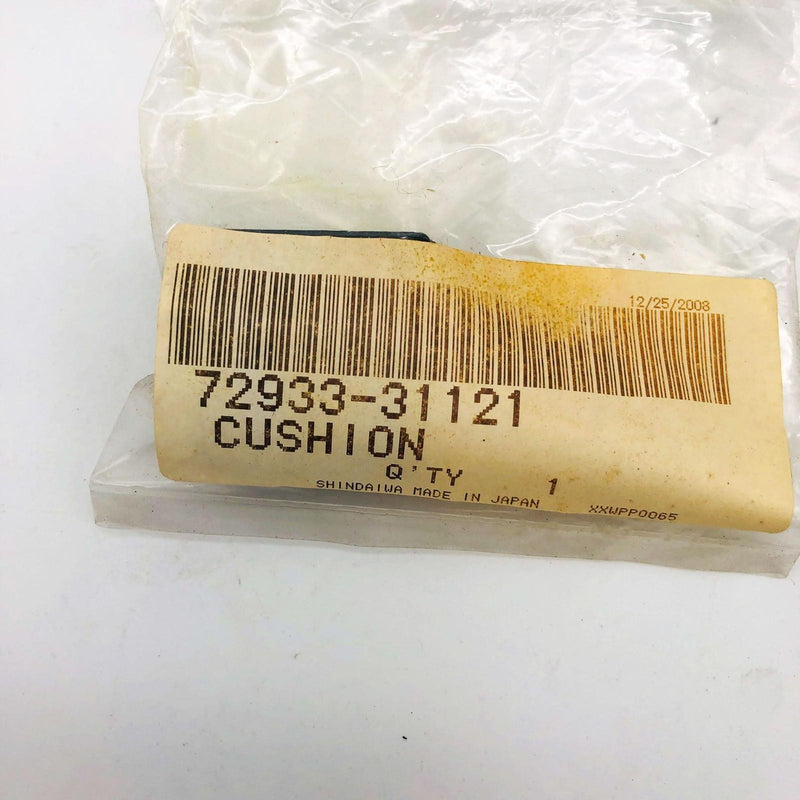 12/25/2008
72933-31121
CUSHION
Q'TY 1
SHINDAIWA MADE IN JAPAN XXWPP0065